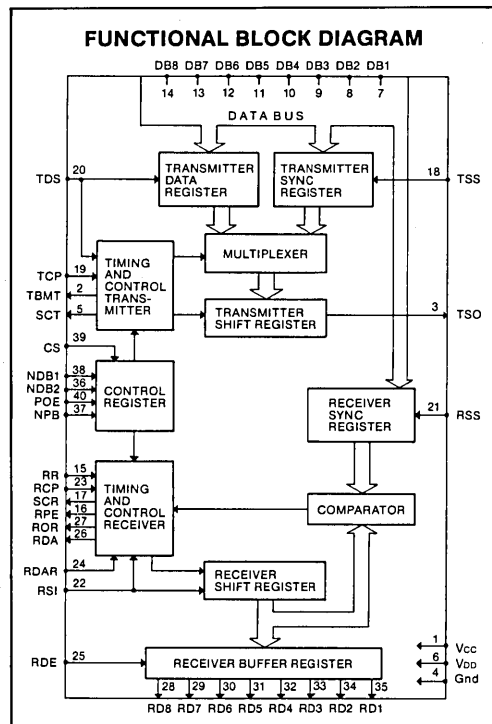 FUNCTIONAL BLOCK DIAGRAM
DB8 DB7 DB6 DB5 DB4 DB3 DB2 DB1
14 13 12 11 10 9 8 7
DATA BUS
TDS 20
TRANSMITTER
DATA
REGISTER
TRANSMITTER
SYNC
REGISTER
18 TSS
TIMING
AND
CONTROL
TRANS-
MITTER
MULTIPLEXER
TCP 19
TBMT 2
SCT 5
TRANSMITTER
SHIFT REGISTER
3 TSO
CS 39
NDB1 38
NDB2 36
POE 40
NPB 37
CONTROL
REGISTER
RECEIVER
SYNC
REGISTER
21 RSS
RR 15
RCP 23
SCR 17
RPE 16
ROR 27
RDA 26
TIMING
AND
CONTROL
RECEIVER
COMPARATOR
RDAR 24
RSI 22
RECEIVER
SHIFT REGISTER
RDE 25
RECEIVER BUFFER REGISTER
1 VCC
6 VDD
4 Gnd
28 29 30 31 32 33 34 35
RD8 RD7 RD6 RD5 RD4 RD3 RD2 RD1